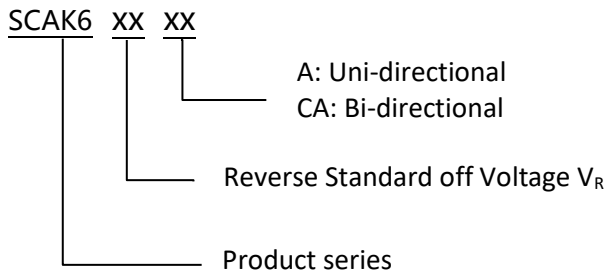 SCAK6 xx xx
A: Uni-directional
CA: Bi-directional
Reverse Standard off Voltage VR
Product series